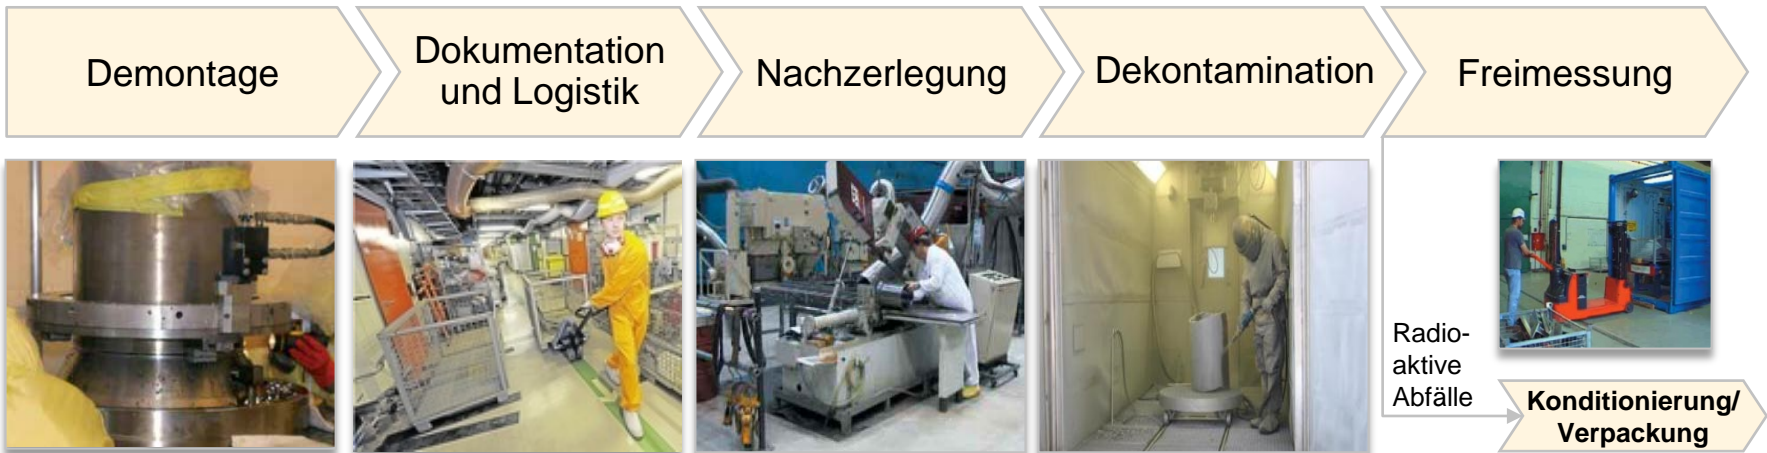 Demontage
Dokumentation
und Logistik
Nachzerlegung
Dekontamination
Freimessung
Radio-
aktive
Abfälle
Konditionierung/
Verpackung